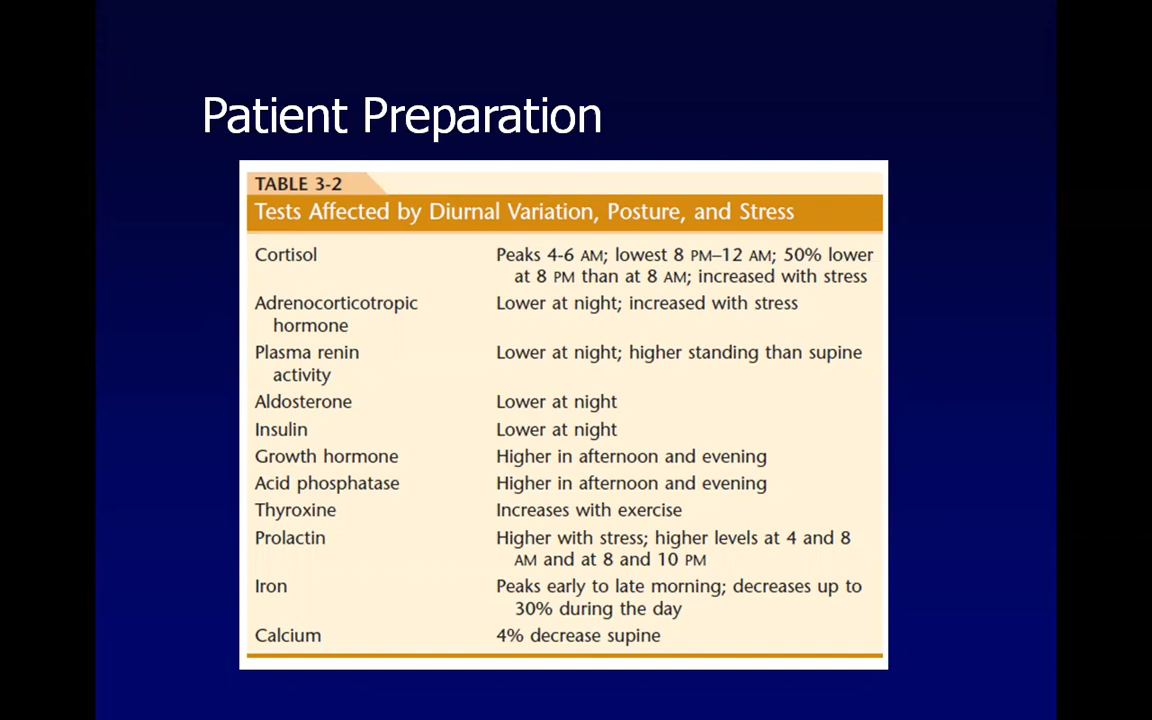 Patient Preparation
TABLE 3-2
Tests Affected by Diurnal Variation, Posture, and Stress
Cortisol Peaks 4-6 AM; lowest 8 PM–12 AM; 50% lower
at 8 PM than at 8 AM; increased with stress
Adrenocorticotropic Lower at night; increased with stress
hormone
Plasma renin Lower at night; higher standing than supine
activity
Aldosterone Lower at night
Insulin Lower at night
Growth hormone Higher in afternoon and evening
Acid phosphatase Higher in afternoon and evening
Thyroxine Increases with exercise
Prolactin Higher with stress; higher levels at 4 and 8
AM and at 8 and 10 PM
Iron Peaks early to late morning; decreases up to
30% during the day
Calcium 4% decrease supine